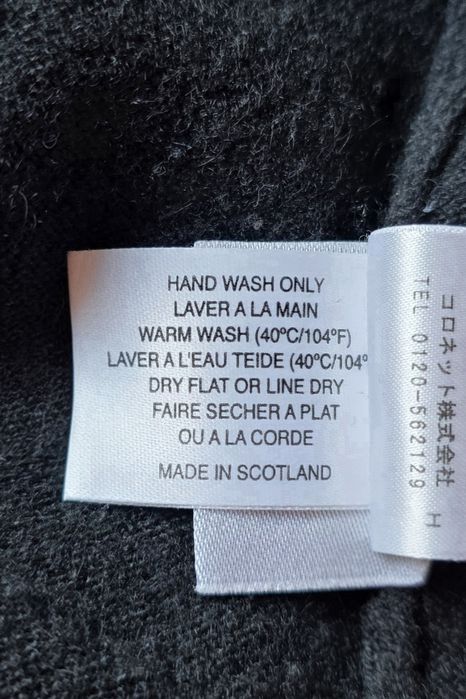 HAND WASH ONLY
LAVER A LA MAIN
WARM WASH (40ºC/104ºF)
LAVER A L'EAU TEIDE (40ºC/104º
DRY FLAT OR LINE DRY
FAIRE SECHER A PLAT
OU A LA CORDE
MADE IN SCOTLAND
コロネット株式会社 H
TEL 0120-562129